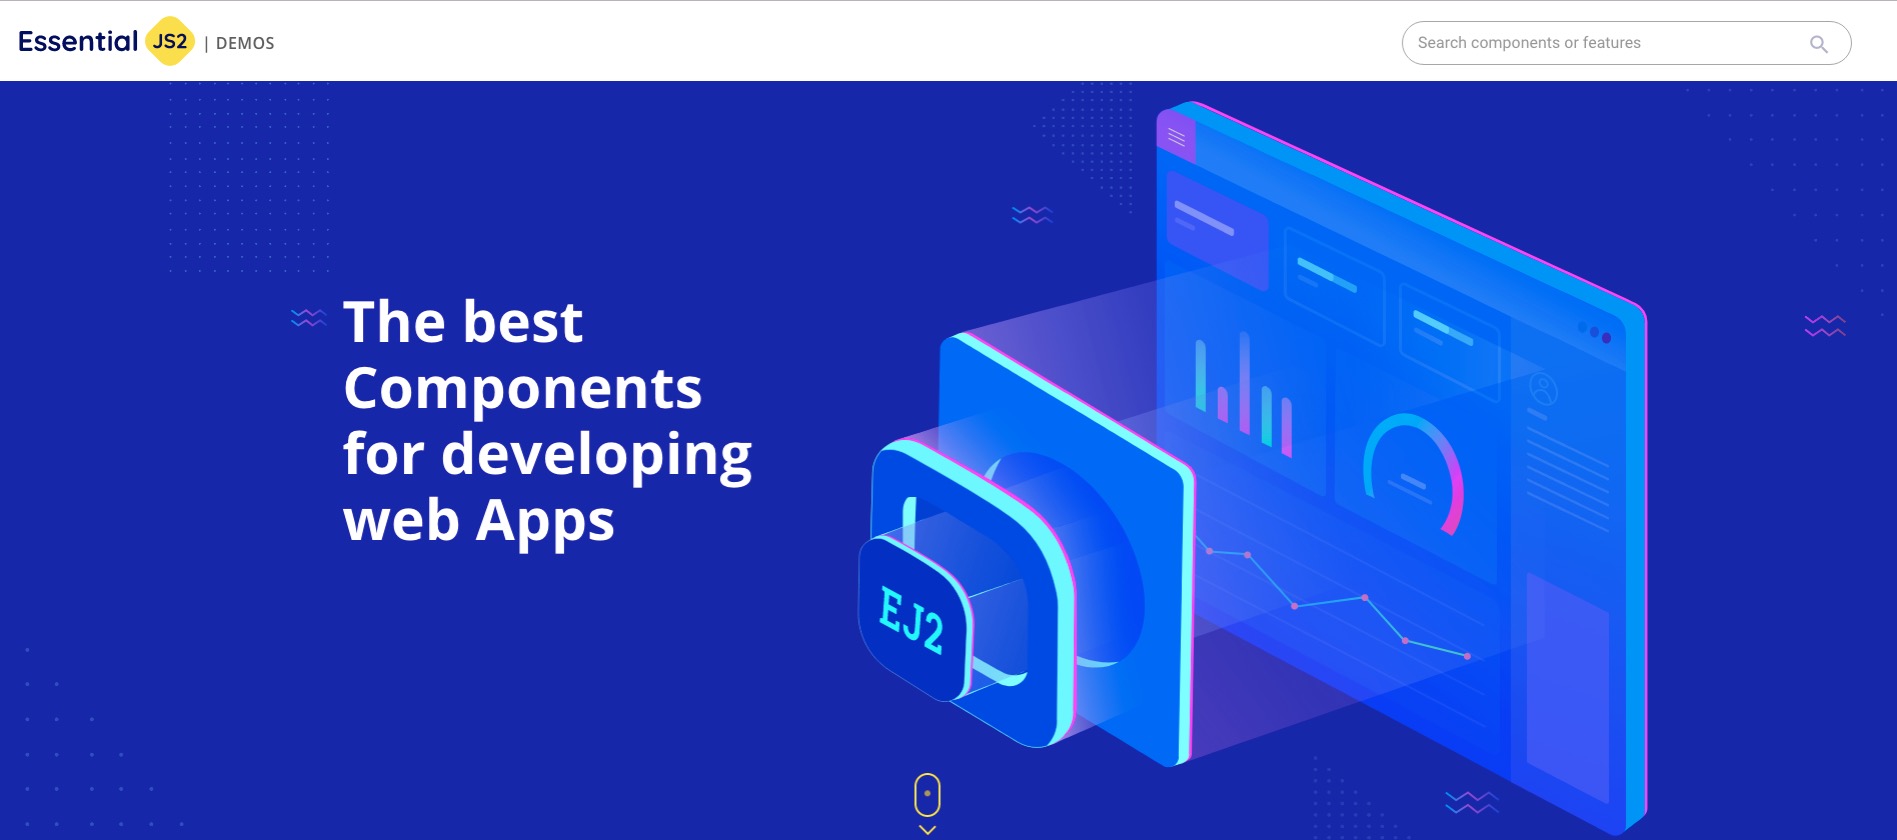 Essential JS2 | DEMOS
Search components or features
The best
Components
for developing
web Apps
EJ2